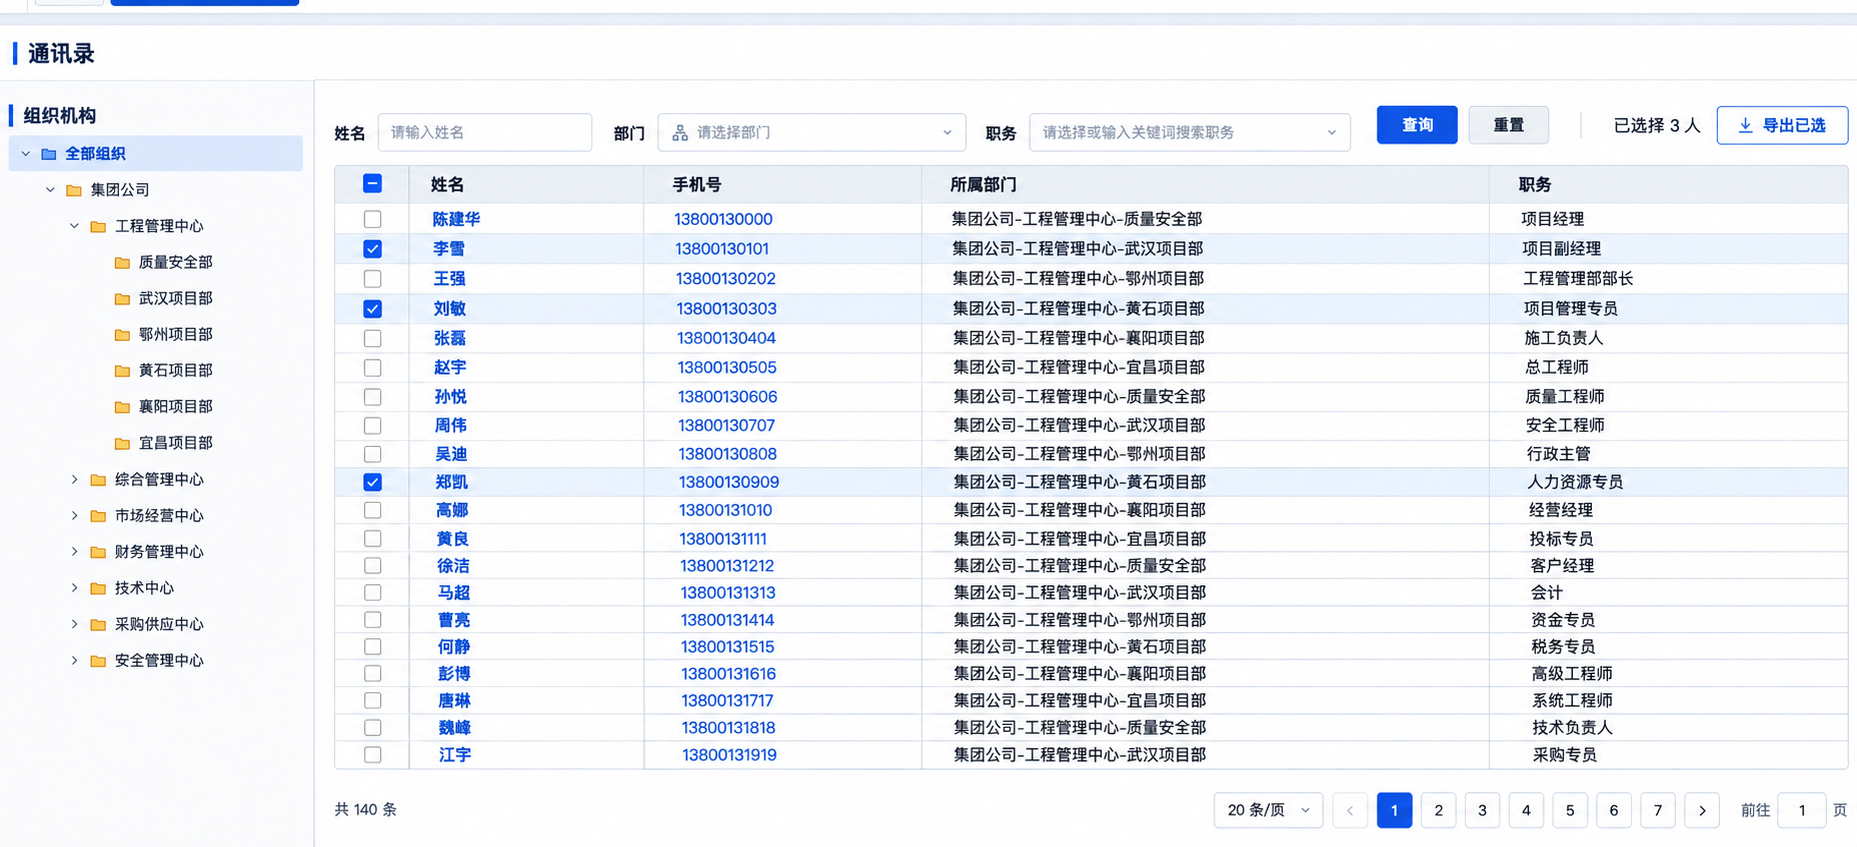 通讯录
组织机构
全部组织
集团公司
工程管理中心
质量安全部
武汉项目部
鄂州项目部
黄石项目部
襄阳项目部
宜昌项目部
综合管理中心
市场经营中心
财务管理中心
技术中心
采购供应中心
安全管理中心
姓名 请输入姓名 部门 请选择部门 职务 请选择或输入关键词搜索职务 查询 重置 已选择 3 人 导出已选
姓名 手机号 所属部门 职务
陈建华 13800130000 集团公司-工程管理中心-质量安全部 项目经理
李雪 13800130101 集团公司-工程管理中心-武汉项目部 项目副经理
王强 13800130202 集团公司-工程管理中心-鄂州项目部 工程管理部部长
刘敏 13800130303 集团公司-工程管理中心-黄石项目部 项目管理专员
张磊 13800130404 集团公司-工程管理中心-襄阳项目部 施工负责人
赵宇 13800130505 集团公司-工程管理中心-宜昌项目部 总工程师
孙悦 13800130606 集团公司-工程管理中心-质量安全部 质量工程师
周伟 13800130707 集团公司-工程管理中心-武汉项目部 安全工程师
吴迪 13800130808 集团公司-工程管理中心-鄂州项目部 行政主管
郑凯 13800130909 集团公司-工程管理中心-黄石项目部 人力资源专员
高娜 13800131010 集团公司-工程管理中心-襄阳项目部 经营经理
黄良 13800131111 集团公司-工程管理中心-宜昌项目部 投标专员
徐洁 13800131212 集团公司-工程管理中心-质量安全部 客户经理
马超 13800131313 集团公司-工程管理中心-武汉项目部 会计
曹亮 13800131414 集团公司-工程管理中心-鄂州项目部 资金专员
何静 13800131515 集团公司-工程管理中心-黄石项目部 税务专员
彭博 13800131616 集团公司-工程管理中心-襄阳项目部 高级工程师
唐琳 13800131717 集团公司-工程管理中心-宜昌项目部 系统工程师
魏峰 13800131818 集团公司-工程管理中心-质量安全部 技术负责人
江宇 13800131919 集团公司-工程管理中心-武汉项目部 采购专员
共 140 条 20 条/页 1 2 3 4 5 6 7 前往 1 页